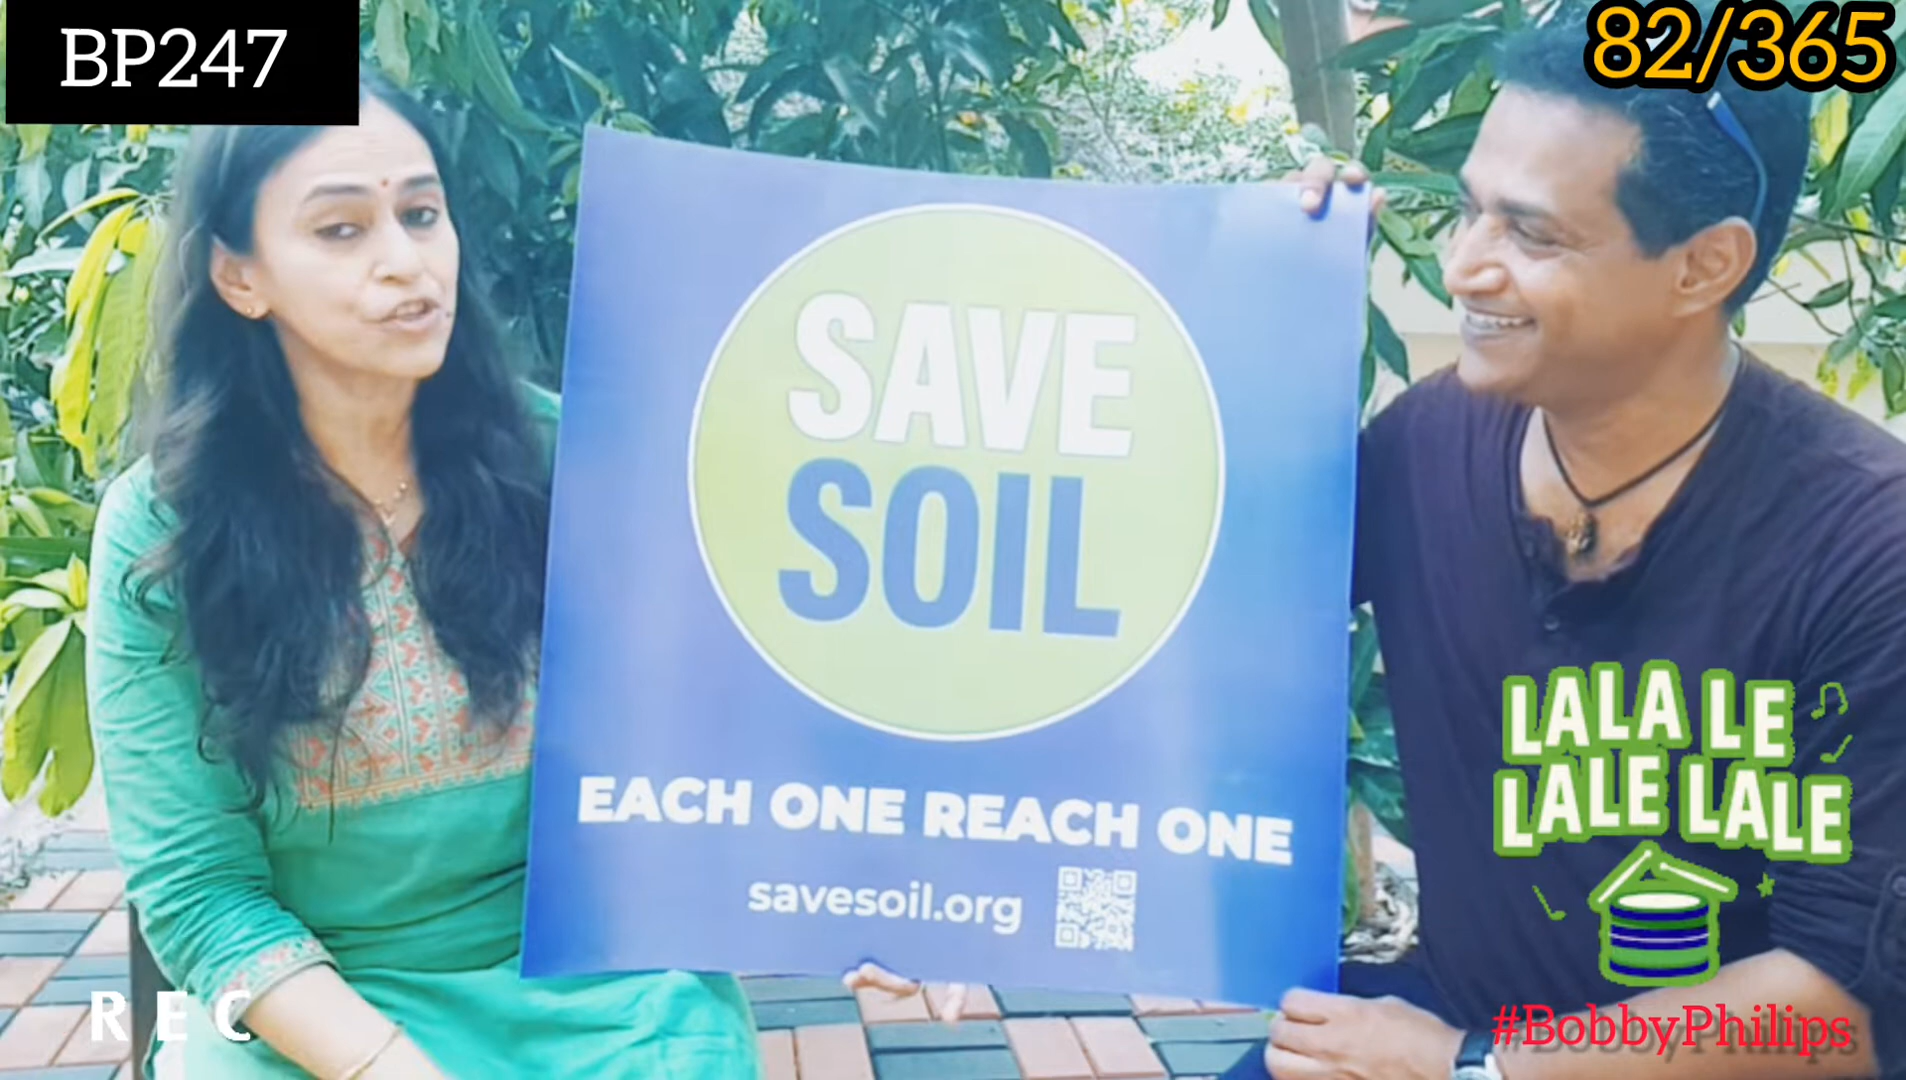 BP247
82/365
SAVE
SOIL
EACH ONE REACH ONE
savesoil.org
LALA LE
LALE LALE
REC
#BobbyPhilips